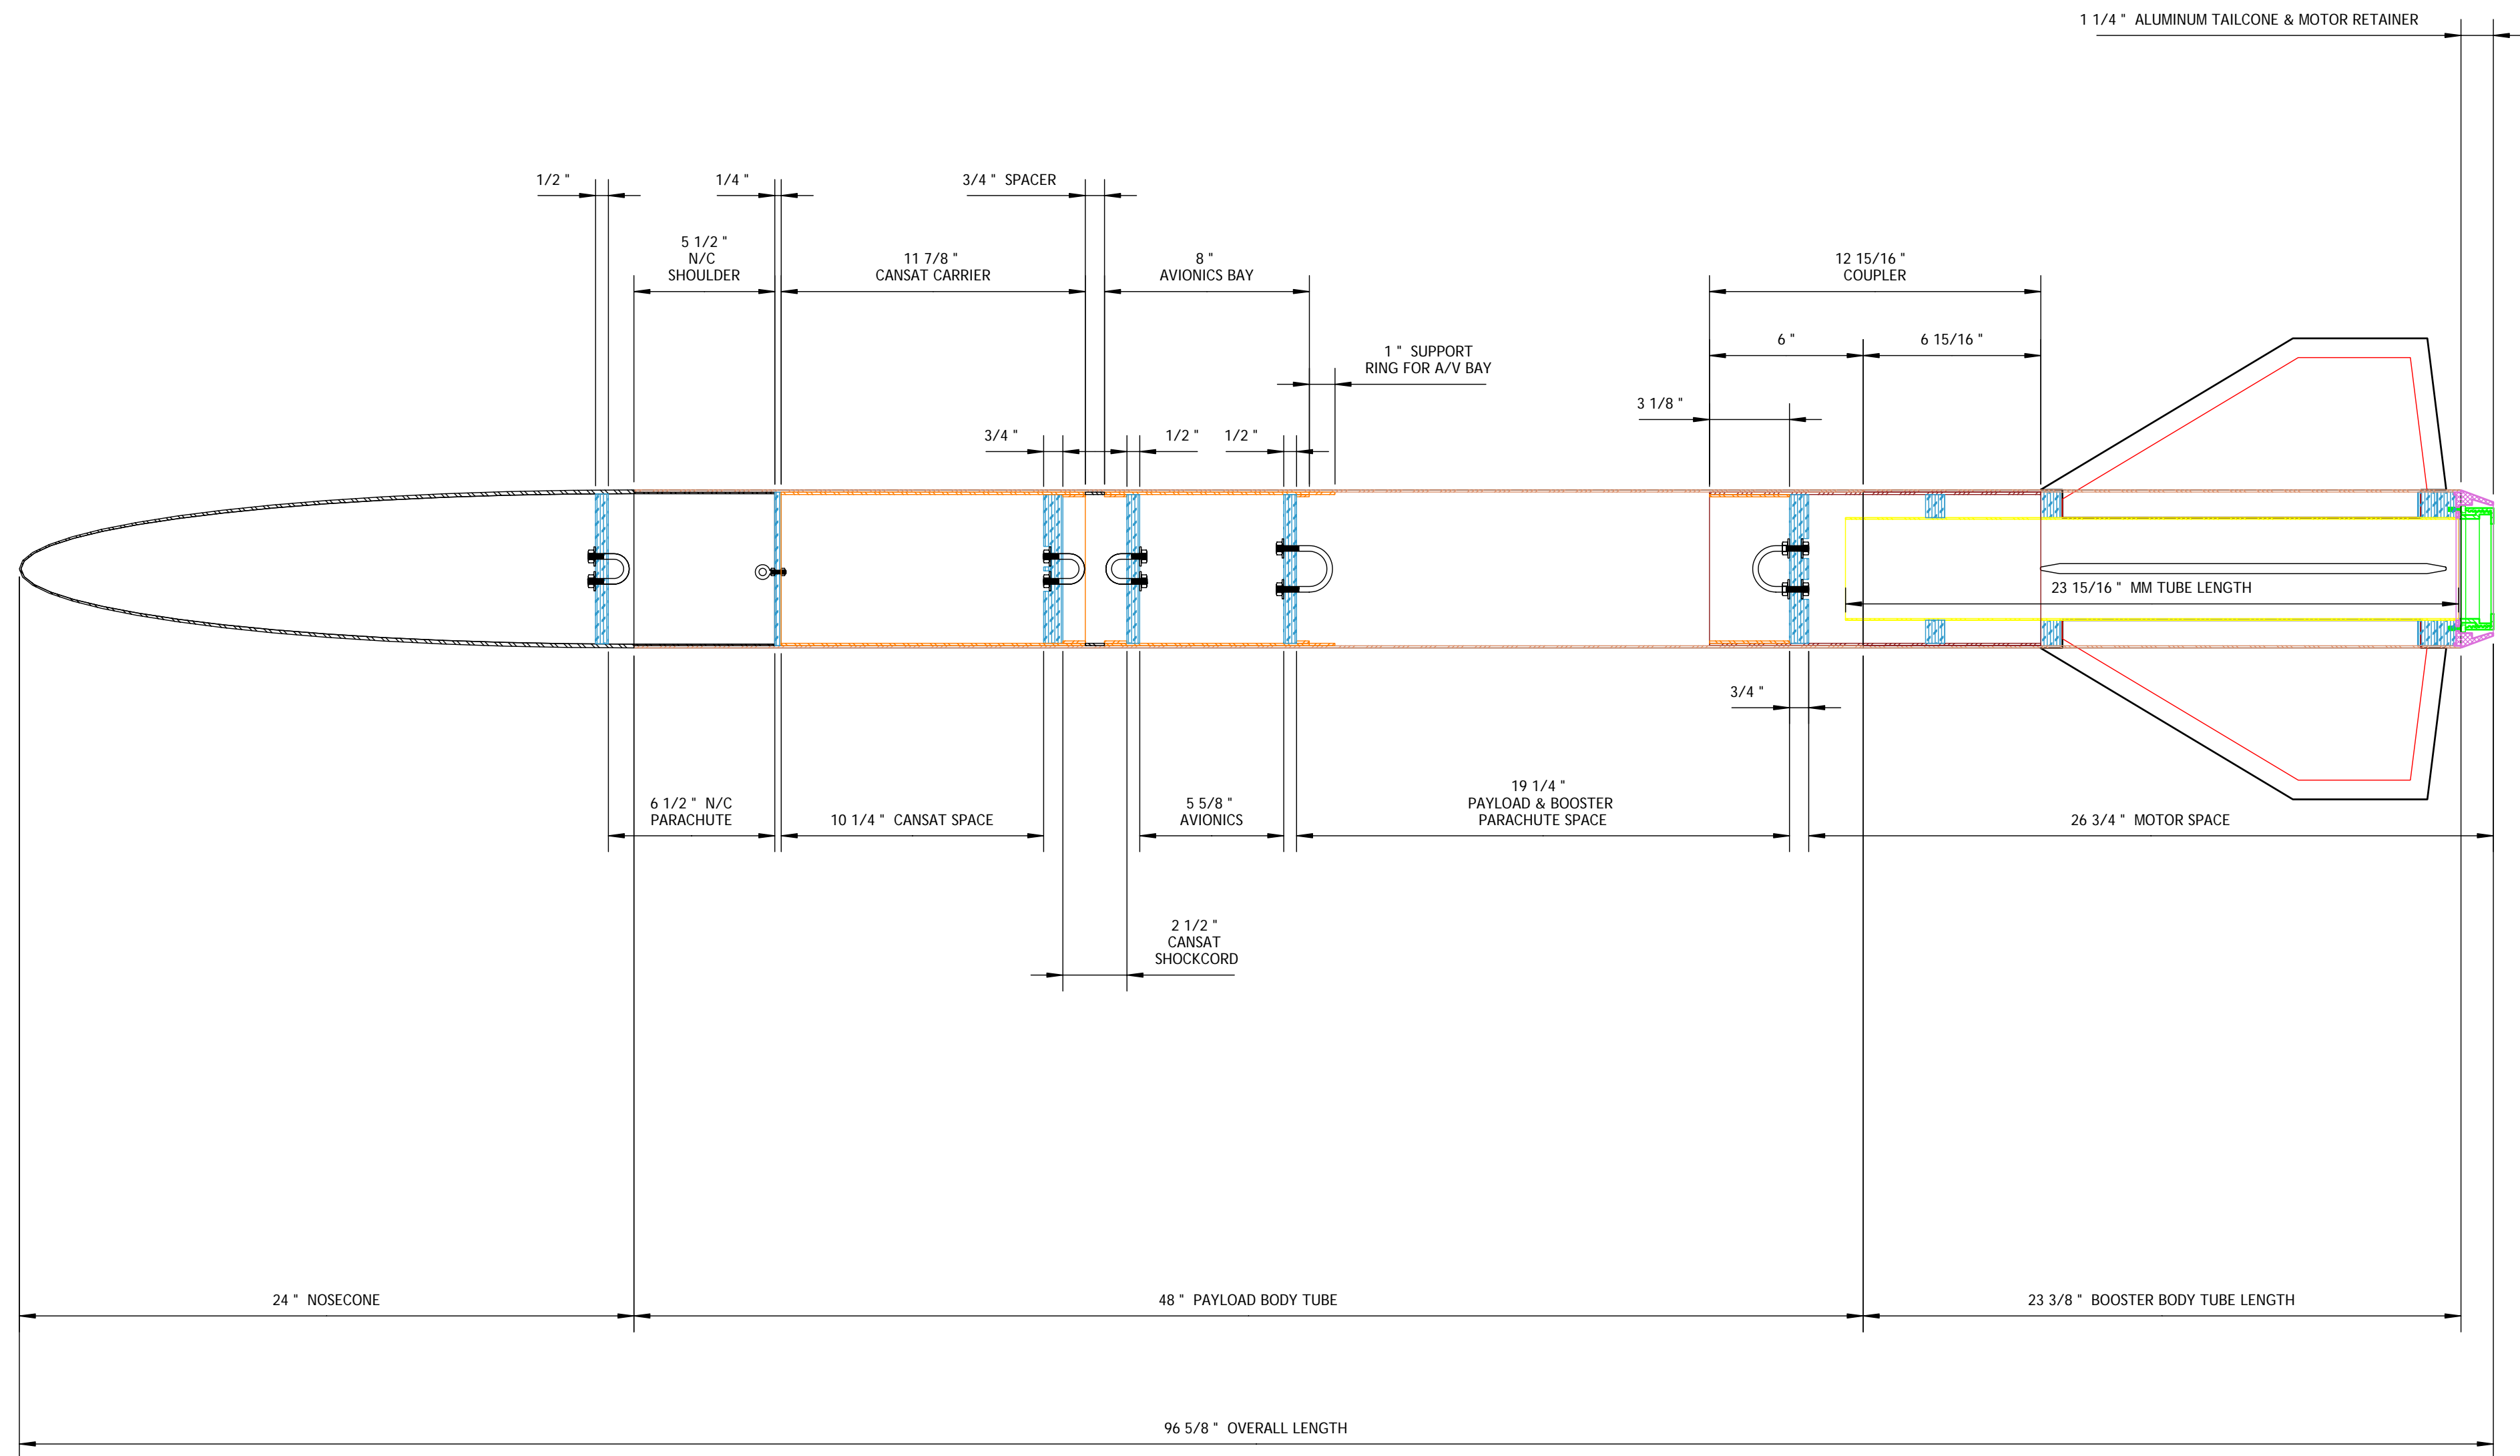 1 1/4 " ALUMINUM TAILCONE & MOTOR RETAINER
1/2 "
1/4 "
3/4 " SPACER
5 1/2 "
N/C
SHOULDER
11 7/8 "
CANSAT CARRIER
8 "
AVIONICS BAY
12 15/16 "
COUPLER
6 "
6 15/16 "
1 " SUPPORT
RING FOR A/V BAY
3 1/8 "
3/4 "
1/2 "
1/2 "
23 15/16 " MM TUBE LENGTH
3/4 "
6 1/2 " N/C
PARACHUTE
10 1/4 " CANSAT SPACE
5 5/8 "
AVIONICS
19 1/4 "
PAYLOAD & BOOSTER
PARACHUTE SPACE
26 3/4 " MOTOR SPACE
2 1/2 "
CANSAT
SHOCKCORD
24 " NOSECONE
48 " PAYLOAD BODY TUBE
23 3/8 " BOOSTER BODY TUBE LENGTH
96 5/8 " OVERALL LENGTH